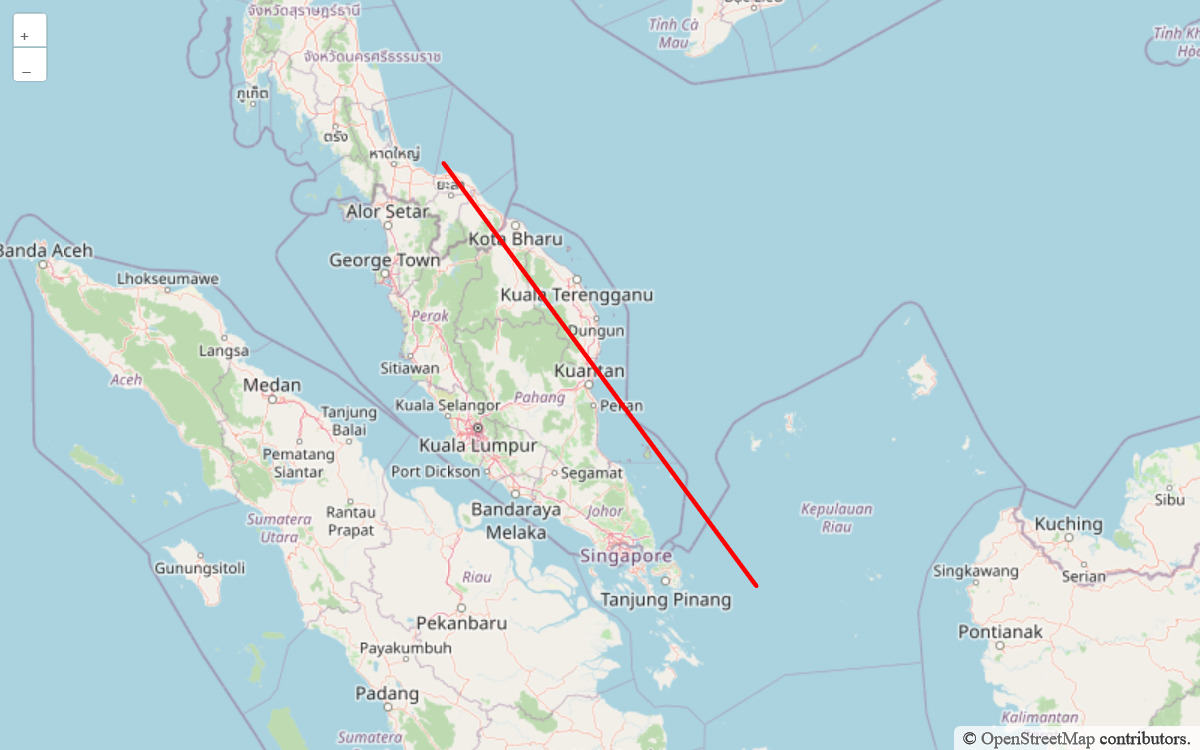 +
–
จังหวัดสุราษฎร์ธานี
Tỉnh Cà
Mau
จังหวัดนครศรีธรรมราช
ภูเก็ต
ตรัง
หาดใหญ่
ยะลา
Alor Setar
Kota Bharu
Banda Aceh
George Town
Lhokseumawe
Kuala Terengganu
Perak
Dungun
Langsa
Sitiawan
Kuantan
Aceh
Medan
Pahang
Kuala Selangor
Pekan
Tanjung
Balai
Kuala Lumpur
Pematang
Siantar
Port Dickson
Segamat
Sibu
Rantau
Prapat
Bandaraya
Melaka
Johor
Kepulauan
Riau
Sumatera
Utara
Kuching
Singapore
Gunungsitoli
Riau
Singkawang
Serian
Tanjung Pinang
Pekanbaru
Pontianak
Payakumbuh
Padang
Kalimantan
Sumatera
© OpenStreetMap contributors.